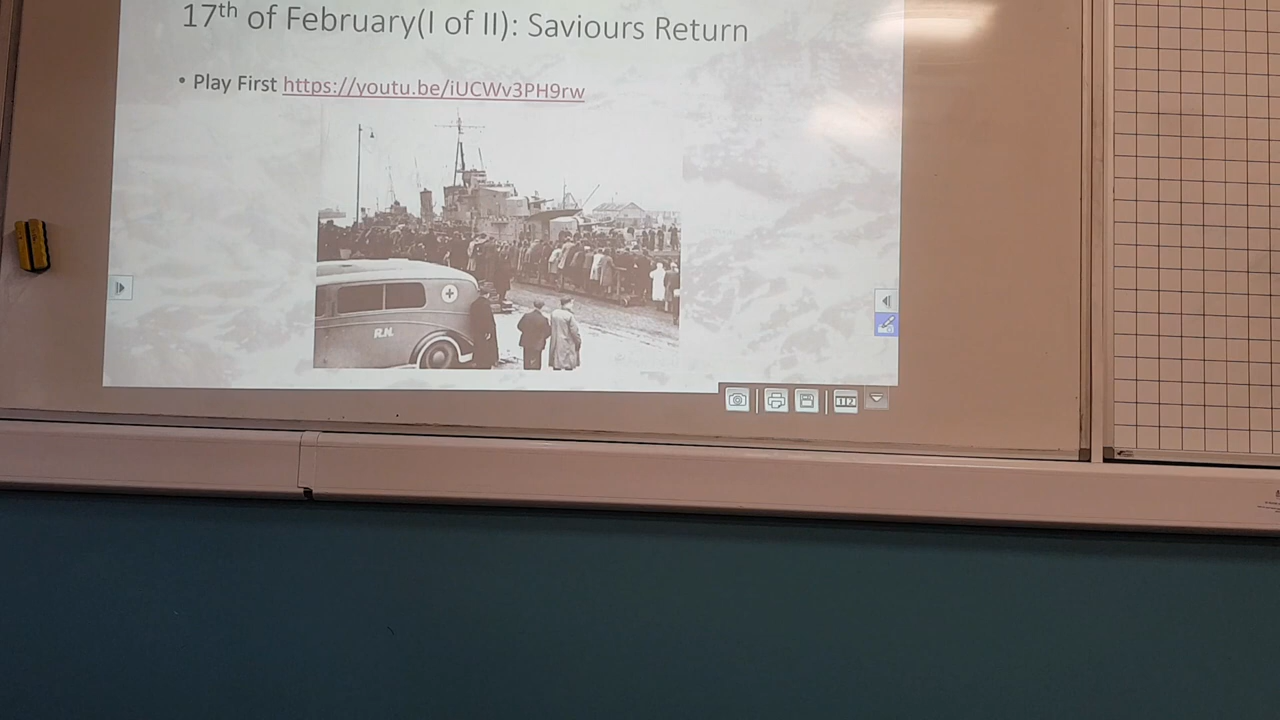 17th of February(I of II): Saviours Return
• Play First https://youtu.be/iUCWv3PH9rw
R.N.